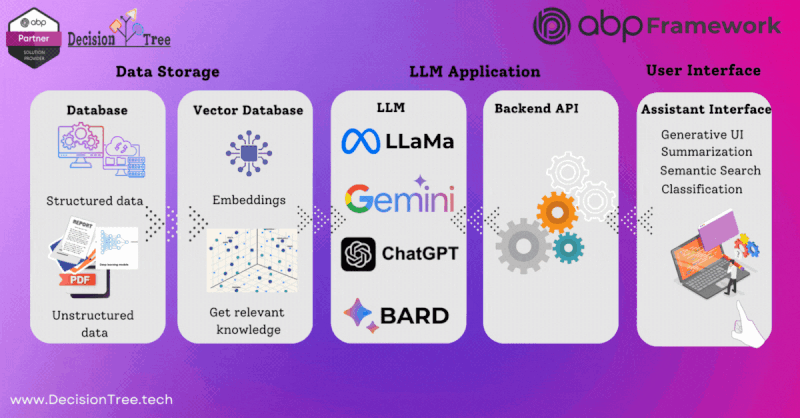 abp
Partner
SOLUTION
PROVIDER
Decision Tree
abp Framework
Data Storage
LLM Application
User Interface
Database
Structured data
REPORT
PDF
Unstructured
data
Vector Database
Embeddings
Get relevant
knowledge
LLM
LLaMa
Gemini
ChatGPT
BARD
Backend API
Assistant Interface
Generative UI
Summarization
Semantic Search
Classification
www.DecisionTree.tech